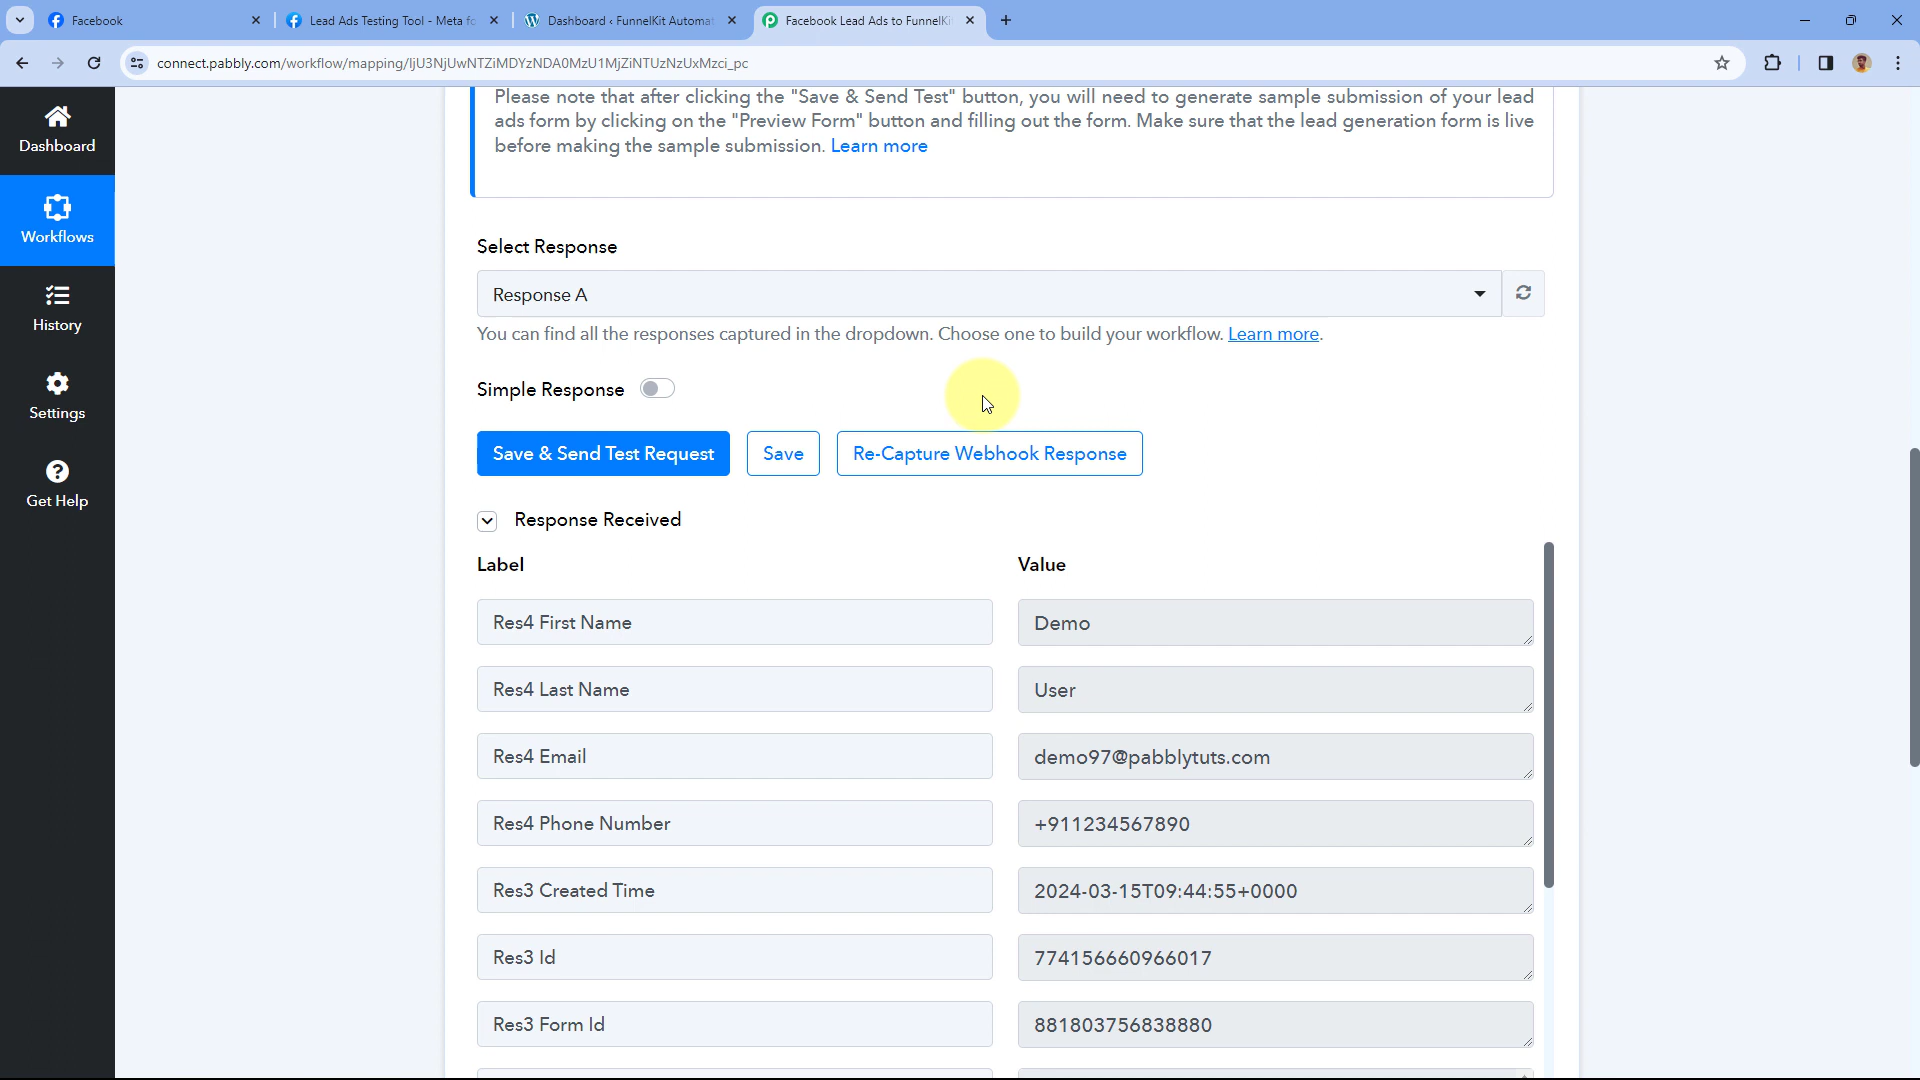 Facebook
Lead Ads Testing Tool - Meta fo
Dashboard ‹ FunnelKit Automat
Facebook Lead Ads to FunnelKi
connect.pabbly.com/workflow/mapping/IjU3NjUwNTZiMDYzNDA0MzU1MjZiNTUzNzUxMzci_pc
Dashboard
Workflows
History
Settings
Get Help
Please note that after clicking the "Save & Send Test" button, you will need to generate sample submission of your lead
ads form by clicking on the "Preview Form" button and filling out the form. Make sure that the lead generation form is live
before making the sample submission. Learn more
Select Response
Response A
You can find all the responses captured in the dropdown. Choose one to build your workflow. Learn more.
Simple Response
Save & Send Test Request
Save
Re-Capture Webhook Response
Response Received
Label
Value
Res4 First Name
Demo
Res4 Last Name
User
Res4 Email
demo97@pabblytuts.com
Res4 Phone Number
+911234567890
Res3 Created Time
2024-03-15T09:44:55+0000
Res3 Id
774156660966017
Res3 Form Id
881803756838880